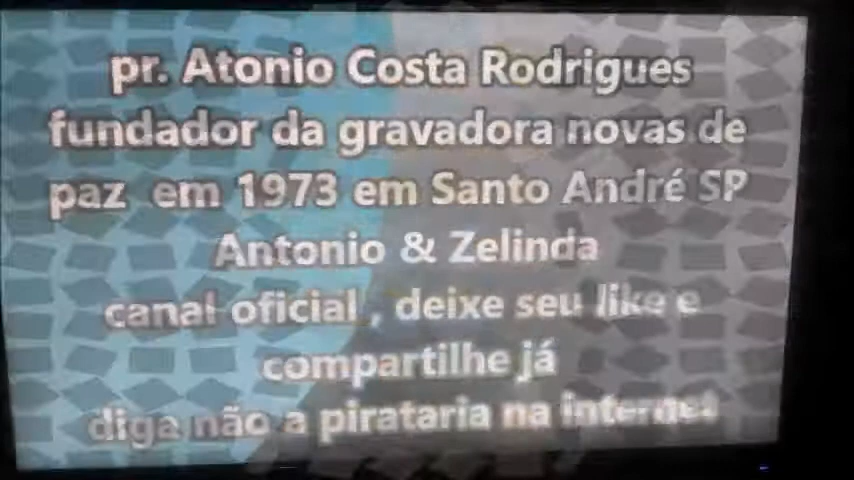 pr. Atonio Costa Rodrigues
fundador da gravadora novas de
paz em 1973 em Santo André SP
Antonio & Zelinda
canal oficial , deixe seu like e
compartilhe já
diga não a pirataria na internet